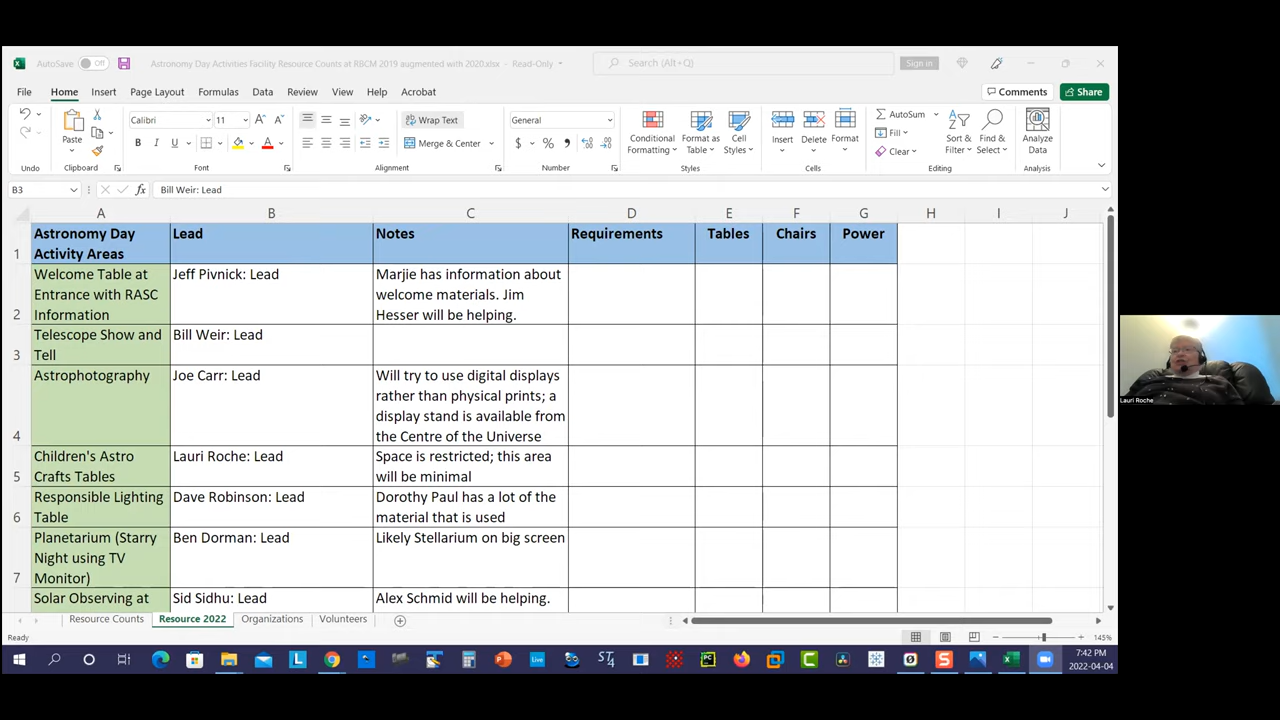 AutoSave Off Astronomy Day Activities Facility Resource Counts at RBCM 2019 augmented with 2020.xlsx - Read-Only Search (Alt+Q) Sign in
File Home Insert Page Layout Formulas Data Review View Help Acrobat Comments Share
Calibri 11 Wrap Text General AutoSum
Paste Merge & Center Conditional Formatting Format as Table Cell Styles Insert Delete Format Fill Clear Sort & Filter Find & Select Analyze Data
Undo Clipboard Font Alignment Number Styles Cells Editing Analysis
B3 fx Bill Weir: Lead
A B C D E F G H I J
1 Astronomy Day Lead Notes Requirements Tables Chairs Power
Activity Areas
2 Welcome Table at Jeff Pivnick: Lead Marjie has information about
Entrance with RASC welcome materials. Jim
Information Hesser will be helping.
3 Telescope Show and Bill Weir: Lead
Tell
4 Astrophotography Joe Carr: Lead Will try to use digital displays
rather than physical prints; a
display stand is available from
the Centre of the Universe
5 Children's Astro Lauri Roche: Lead Space is restricted; this area
Crafts Tables will be minimal
6 Responsible Lighting Dave Robinson: Lead Dorothy Paul has a lot of the
Table material that is used
7 Planetarium (Starry Ben Dorman: Lead Likely Stellarium on big screen
Night using TV
Monitor)
Solar Observing at Sid Sidhu: Lead Alex Schmid will be helping.
Resource Counts Resource 2022 Organizations Volunteers
Ready 145%
7:42 PM
2022-04-04
Lauri Roche